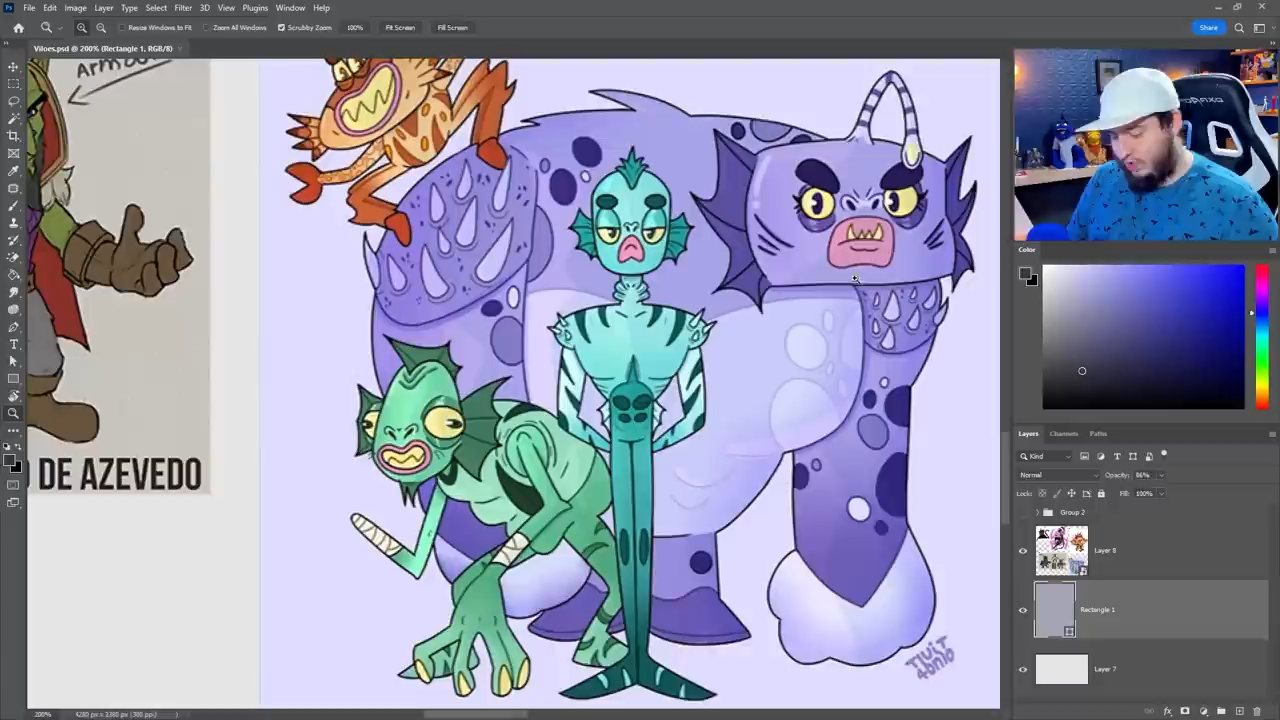 File Edit Image Layer Type Select Filter 3D View Plugins Window Help
Resize Windows to Fit Zoom All Windows Scrubby Zoom 100% Fit Screen Fill Screen Share
Viloes.psd @ 200% (Rectangle 1, RGB/8)
DE AZEVEDO
Color
Layers Channels Paths
Kind
Normal Opacity: 86%
Lock: Fill: 100%
Group 2
Layer 8
Rectangle 1
Layer 7
200%